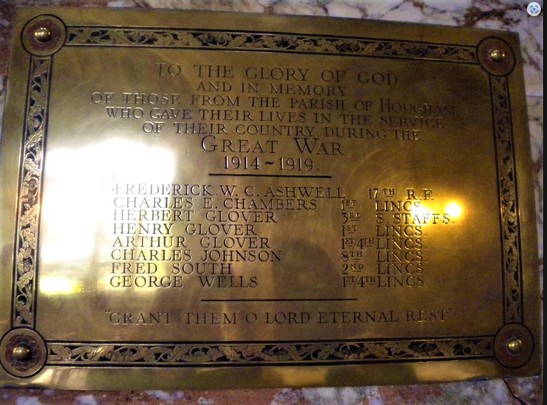 TO THE GLORY OF GOD
AND IN MEMORY
OF THOSE FROM THE PARISH OF HOUGHAM
WHO GAVE THEIR LIVES IN THE SERVICE
OF THEIR COUNTRY DURING THE
GREAT WAR
1914 ~ 1919.
FREDERICK. W. C. ASHWELL 17TH R. F.
CHARLES E. CHAMBERS 1ST LINCS.
HERBERT GLOVER 3RD S. STAFFS.
HENRY GLOVER 1ST LINCS.
ARTHUR GLOVER 1ST/4TH LINCS.
CHARLES JOHNSON 8TH LINCS.
FRED SOUTH 2ND LINCS.
GEORGE WELLS 1ST/4TH LINCS.
"GRANT THEM O LORD ETERNAL REST"